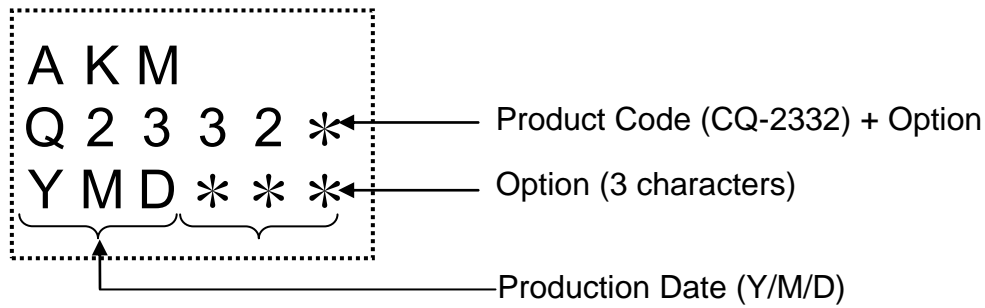 A K M
Q 2 3 3 2 *
Product Code (CQ-2332) + Option
Y M D * * *
Option (3 characters)
Production Date (Y/M/D)